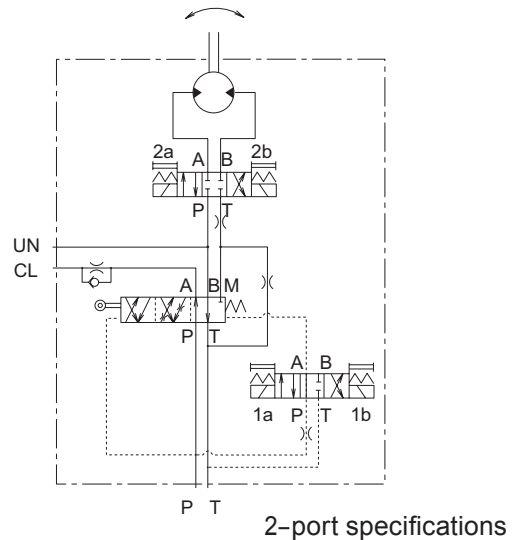 2a A B 2b
P T
UN
CL
A B M
P T
A B
1a P T 1b
P T
2-port specifications